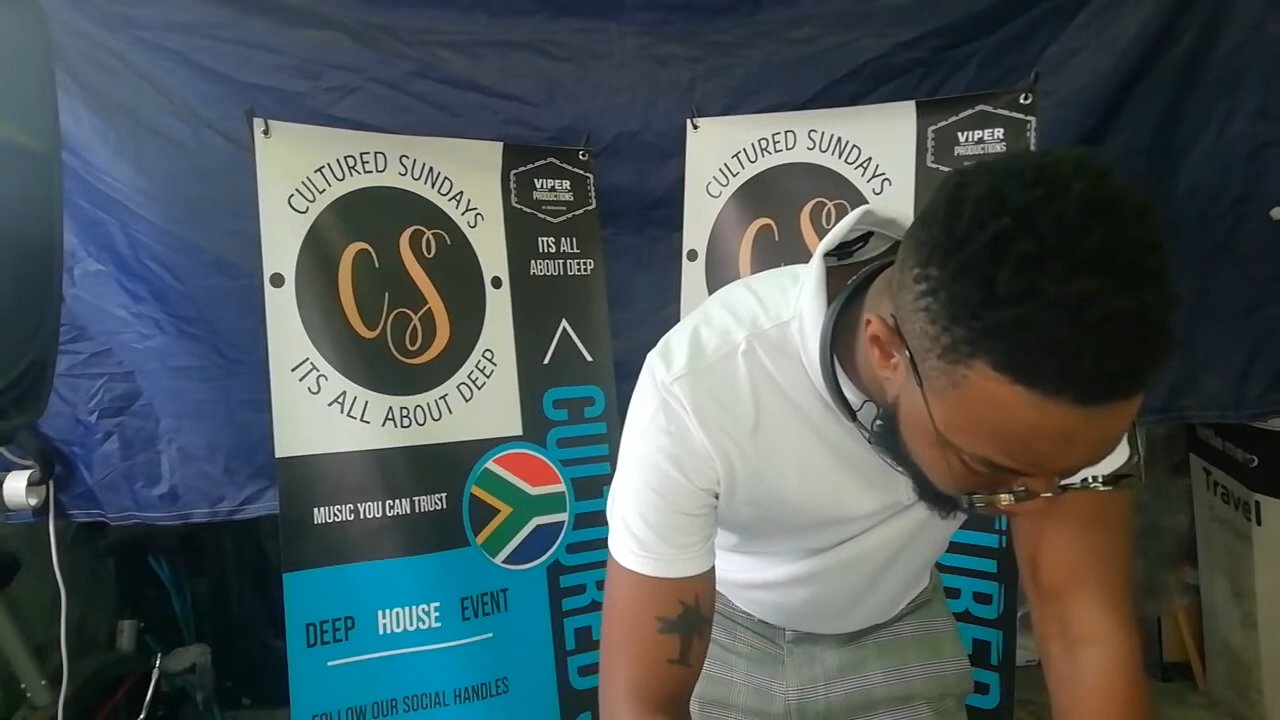 CULTURED SUNDAYS
CS
ITS ALL ABOUT DEEP
VIPER
PRODUCTIONS
ITS ALL
ABOUT DEEP
MUSIC YOU CAN TRUST
CULTURED
DEEP HOUSE EVENT
FOLLOW OUR SOCIAL HANDLES
CULTURED SUNDAYS
CS
VIPER
PRODUCTIONS
Travel